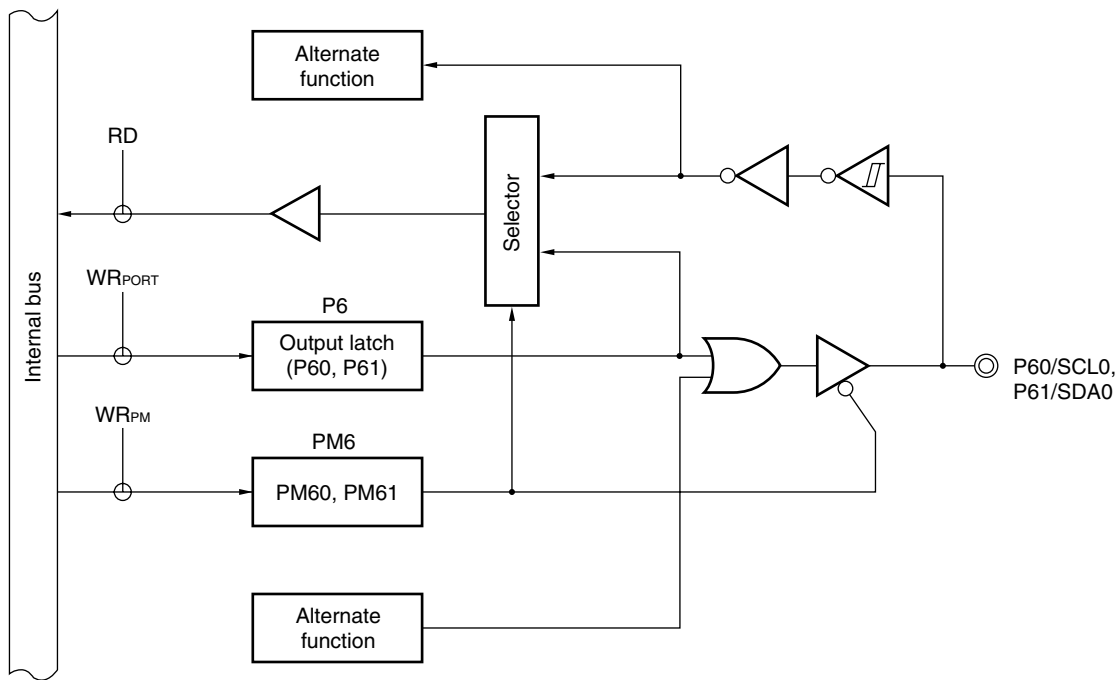 Alternate
function
RD
Selector
WRPORT
P6
Internal bus
Output latch
(P60, P61)
P60/SCL0,
P61/SDA0
WRPM
PM6
PM60, PM61
Alternate
function